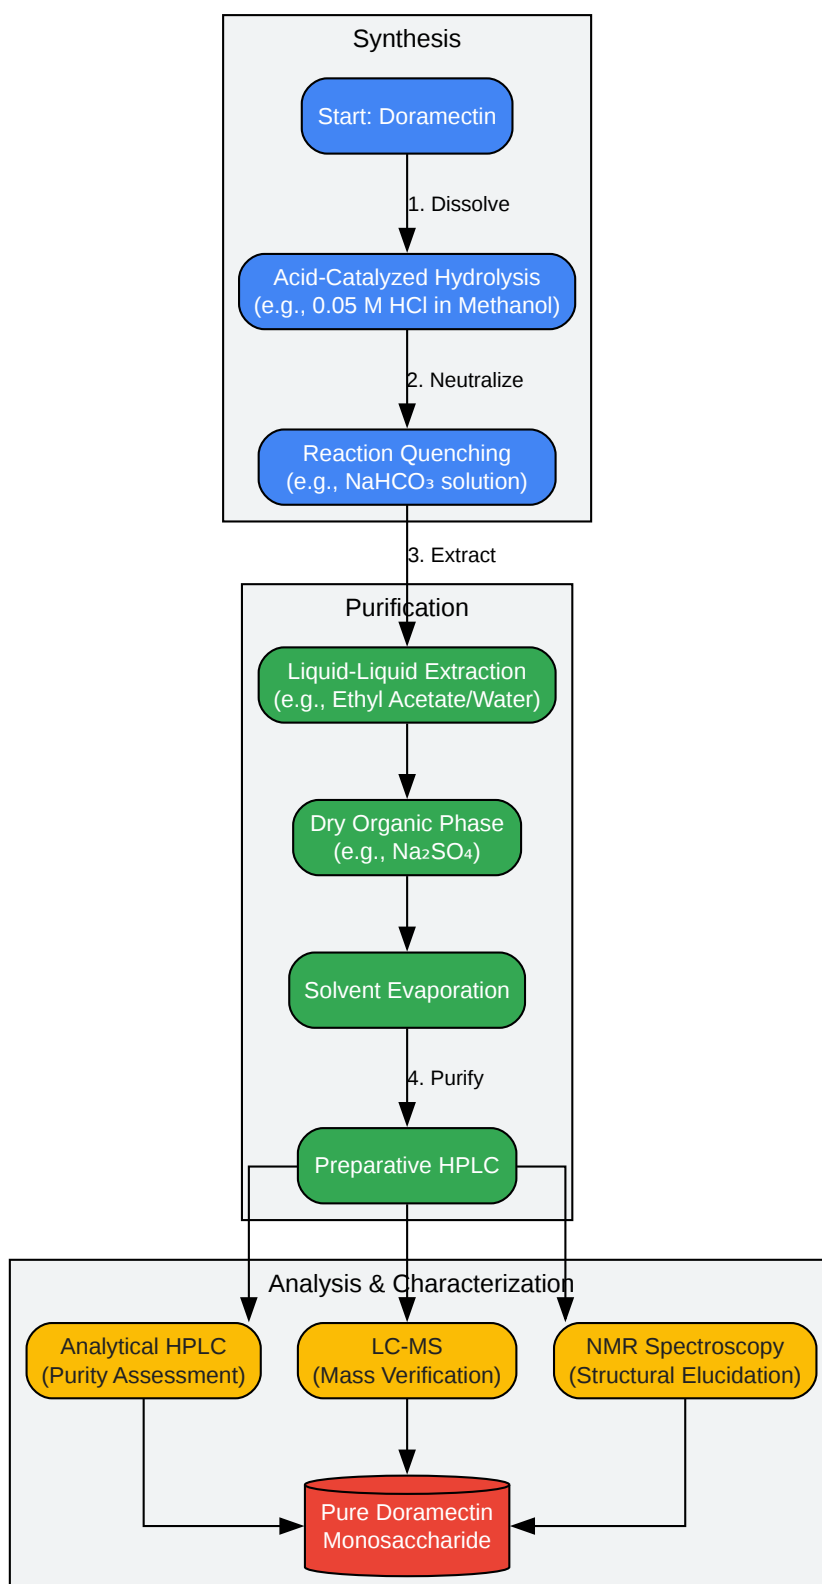 Synthesis
Start: Doramectin
1. Dissolve
Acid-Catalyzed Hydrolysis
(e.g., 0.05 M HCl in Methanol)
2. Neutralize
Reaction Quenching
(e.g., NaHCO₃ solution)
3. Extract
Purification
Liquid-Liquid Extraction
(e.g., Ethyl Acetate/Water)
Dry Organic Phase
(e.g., Na₂SO₄)
Solvent Evaporation
4. Purify
Preparative HPLC
Analysis & Characterization
Analytical HPLC
(Purity Assessment)
LC-MS
(Mass Verification)
NMR Spectroscopy
(Structural Elucidation)
Pure Doramectin
Monosaccharide